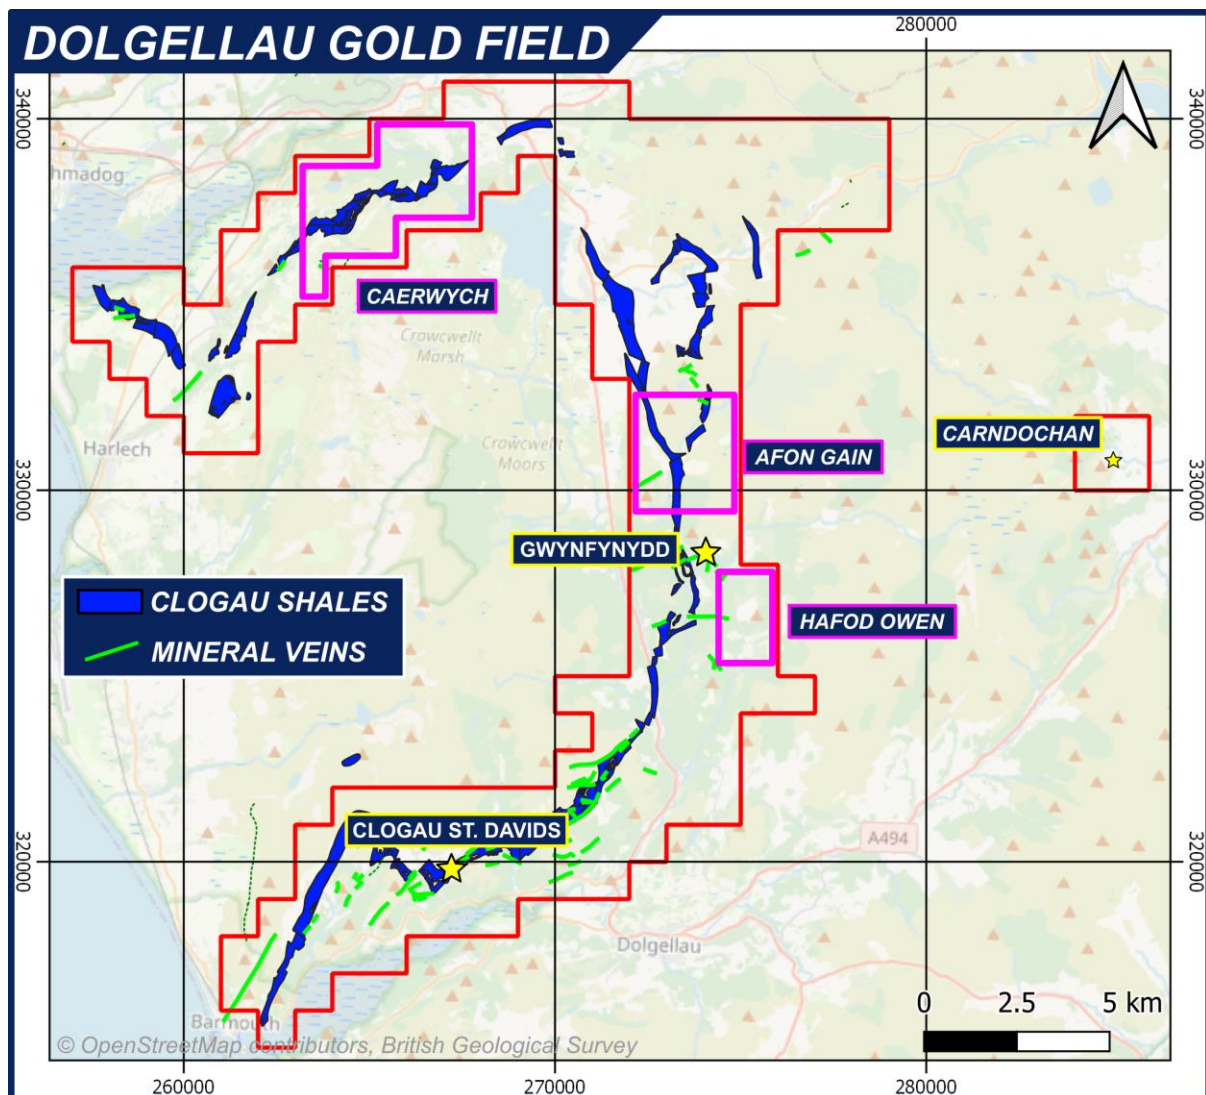 DOLGELLAU GOLD FIELD
280000
340000
340000
hmadog
CAERWYCH
Crawcwellt
Marsh
Harlech
Crawcwellt
Moors
CARNDOCHAN
AFON GAIN
330000
330000
GWYNFYNYDD
CLOGAU SHALES
MINERAL VEINS
HAFOD OWEN
CLOGAU ST. DAVIDS
A494
320000
320000
Dolgellau
0 2.5 5 km
Barmouth
© OpenStreetMap contributors, British Geological Survey
260000
270000
280000